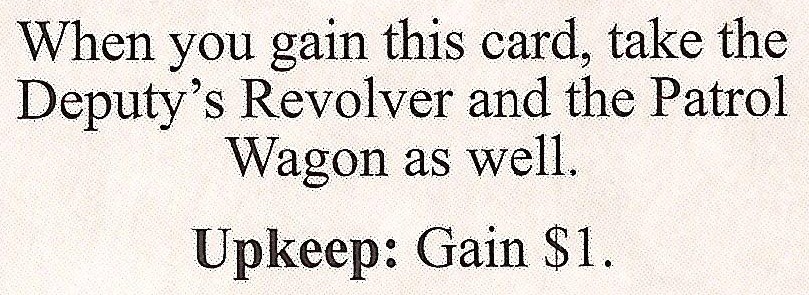 When you gain this card, take the
Deputy’s Revolver and the Patrol
Wagon as well.
Upkeep: Gain $1.